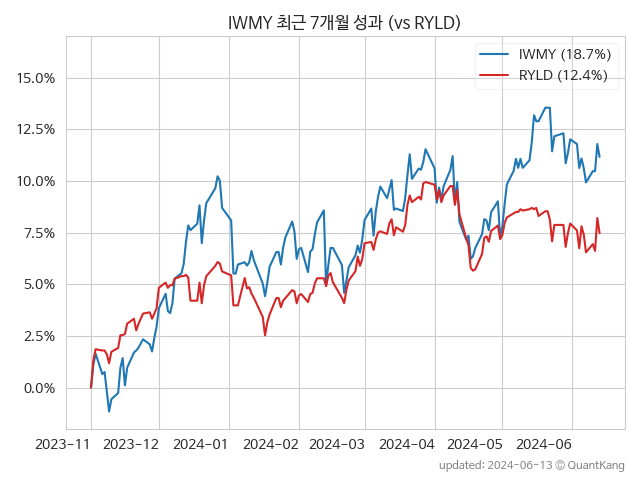 IWMY 최근 7개월 성과 (vs RYLD)
IWMY (18.7%)
RYLD (12.4%)
15.0%
12.5%
10.0%
7.5%
5.0%
2.5%
0.0%
2023-11 2023-12 2024-01 2024-02 2024-03 2024-04 2024-05 2024-06
updated: 2024-06-13 © QuantKang